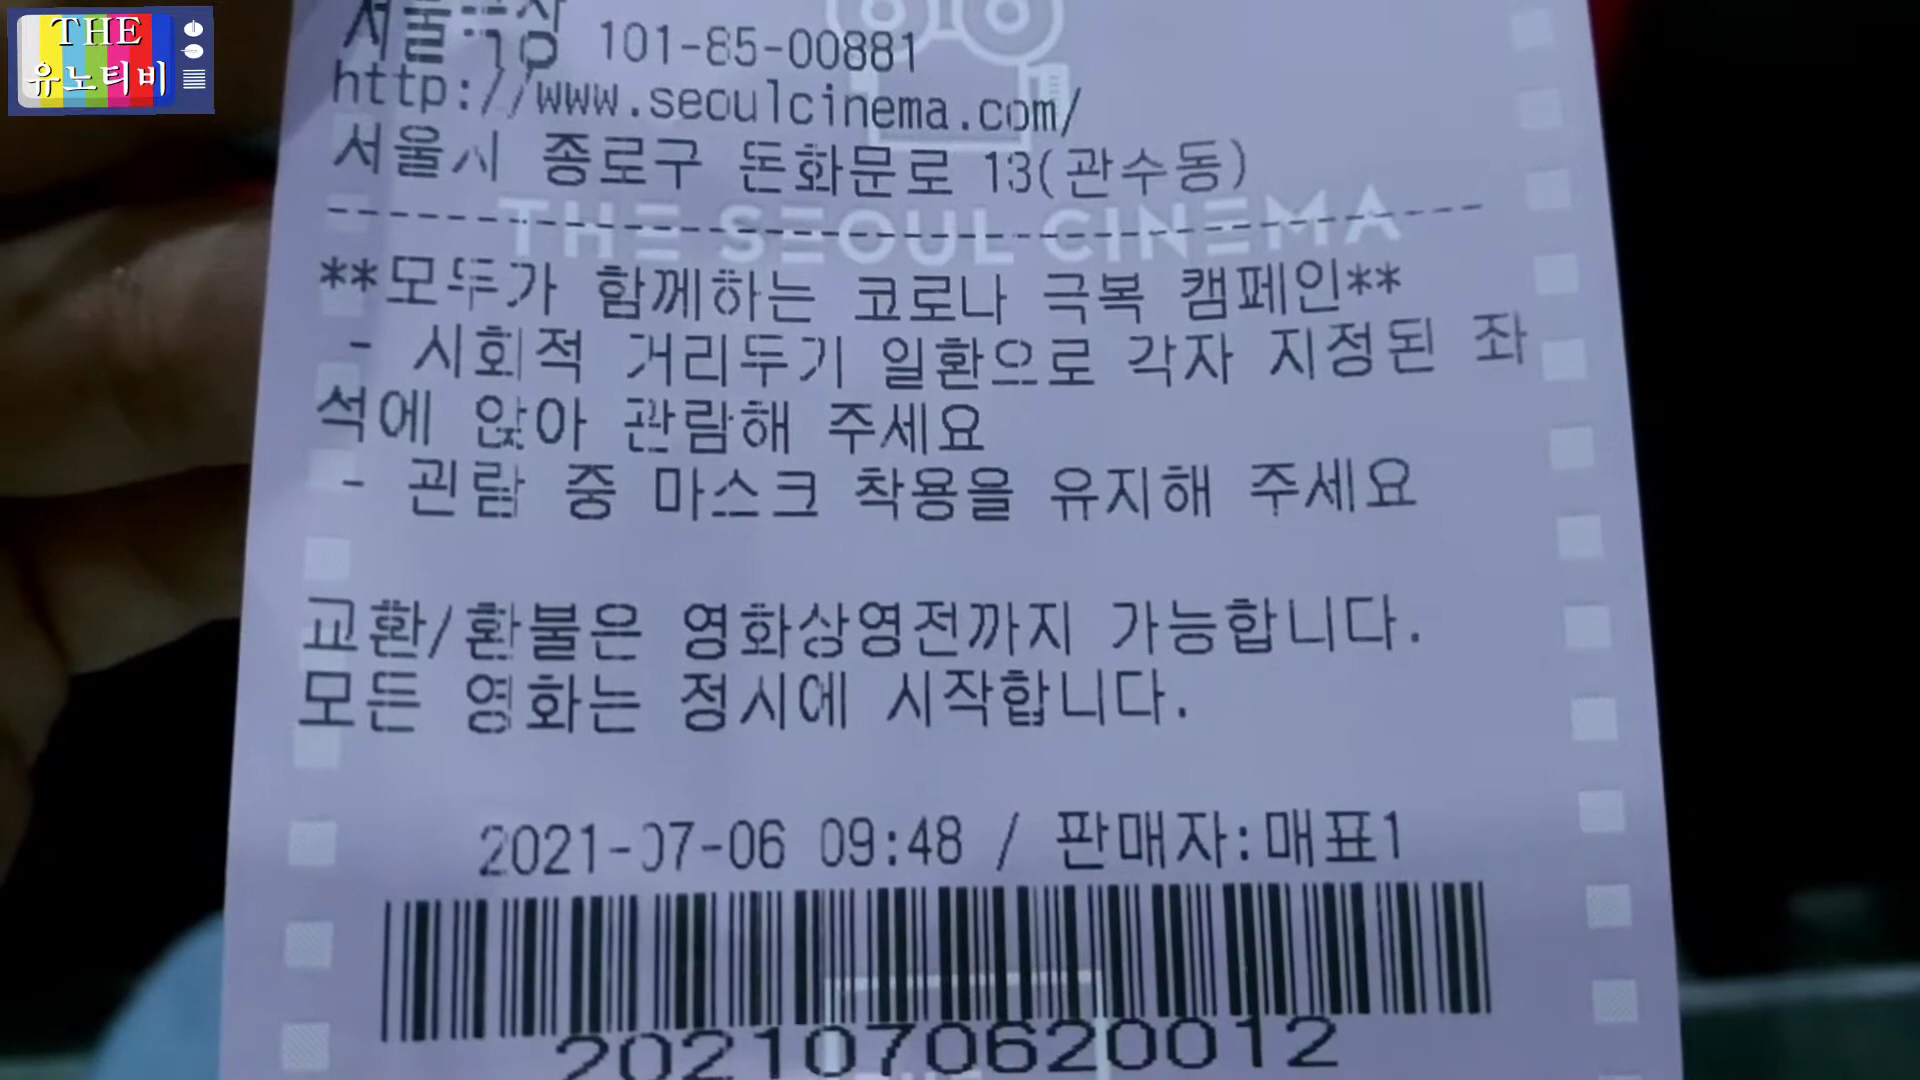 THE
유노티비
101-85-00881
http://www.seoulcinema.com/
서울시 종로구 돈화문로 13(관수동)
THE SEOUL CINEMA
**모두가 함께하는 코로나 극복 캠페인**
- 사회적 거리두기 일환으로 각자 지정된 좌
석에 앉아 관람해 주세요
- 관람 중 마스크 착용을 유지해 주세요
교환/환불은 영화상영전까지 가능합니다.
모든 영화는 정시에 시작합니다.
2021-07-06 09:48 / 판매자:매표1
2021070620012